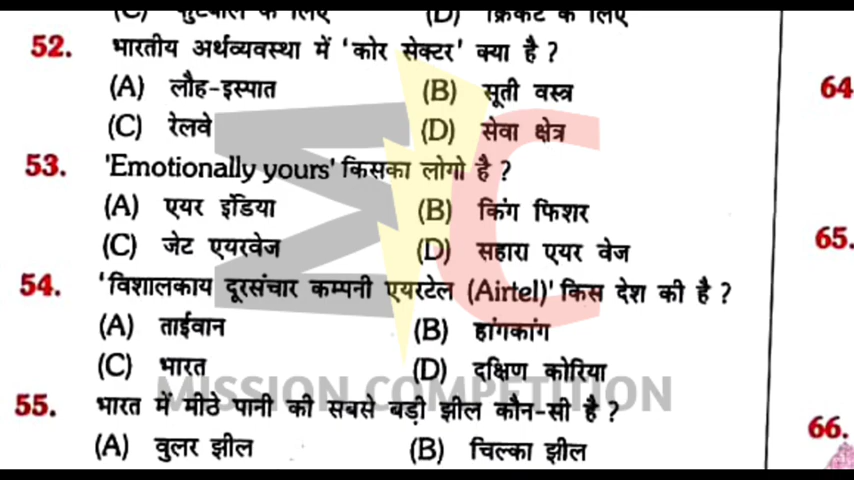 (C) फुटबॉल के लिए (D) क्रिकेट के लिए
52. भारतीय अर्थव्यवस्था में 'कोर सेक्टर' क्या है ?
(A) लौह-इस्पात (B) सूती वस्त्र
(C) रेलवे (D) सेवा क्षेत्र
53. 'Emotionally yours' किसका लोगो है ?
(A) एयर इंडिया (B) किंग फिशर
(C) जेट एयरवेज (D) सहारा एयर वेज
54. 'विशालकाय दूरसंचार कम्पनी एयरटेल (Airtel)' किस देश की है ?
(A) ताईवान (B) हांगकांग
(C) भारत (D) दक्षिण कोरिया
MISSION COMPETITION
55. भारत में मीठे पानी की सबसे बड़ी झील कौन-सी है ?
(A) वुलर झील (B) चिल्का झील
64
65.
66.